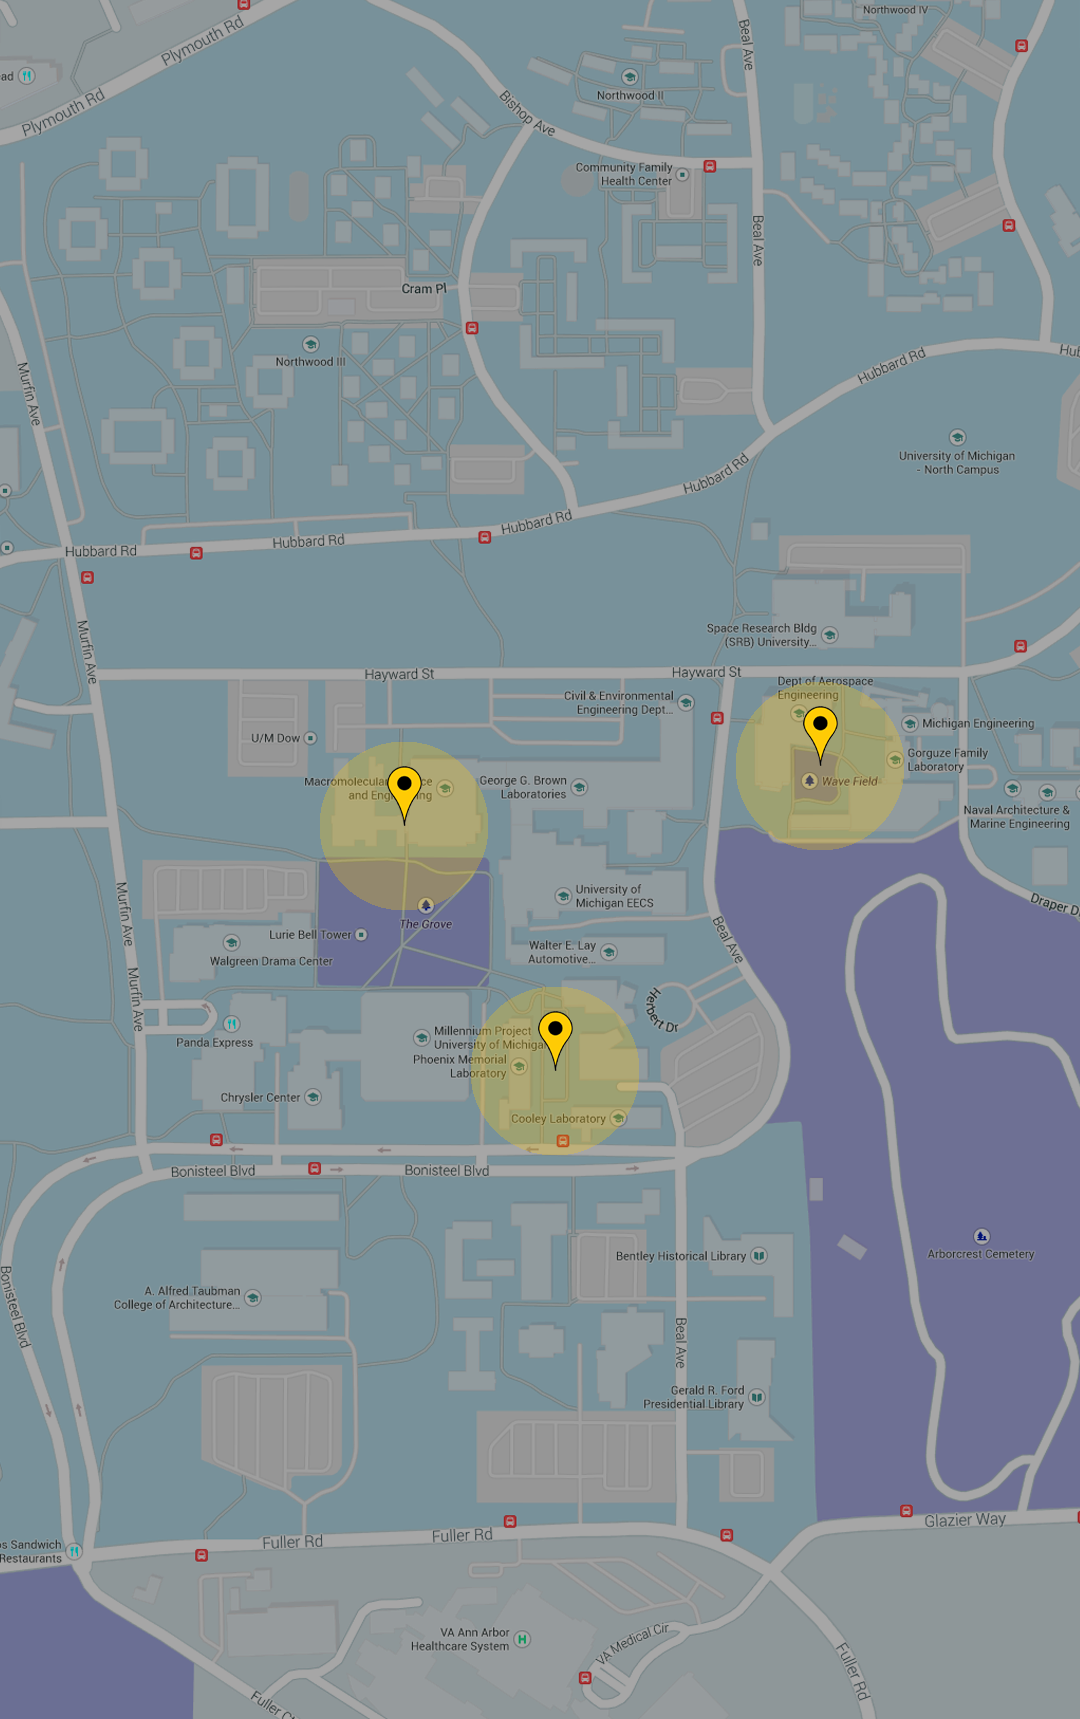 Plymouth Rd
Northwood IV
Beal Ave
Plymouth Rd
Northwood II
Bishop Ave
Community Family
Health Center
Beal Ave
Cram Pl
Northwood III
Hubbard Rd
Murfin Ave
University of Michigan
- North Campus
Hubbard Rd
Hubbard Rd
Hubbard Rd
Hubbard Rd
Murfin Ave
Space Research Bldg
(SRB) University...
Hayward St
Hayward St
Dept of Aerospace
Engineering
Civil & Environmental
Engineering Dept...
Michigan Engineering
U/M Dow
Gorguze Family
Laboratory
Wave Field
George G. Brown
Laboratories
Naval Architecture &
Marine Engineering
University of
Michigan EECS
Murfin Ave
The Grove
Draper D
Lurie Bell Tower
Walgreen Drama Center
Walter E. Lay
Automotive...
Beal Ave
Murfin Ave
Herbert Dr
Panda Express
Millennium Project
University of Michigan
Phoenix Memorial
Laboratory
Chrysler Center
Cooley Laboratory
Bonisteel Blvd
Bonisteel Blvd
Bentley Historical Library
Arborcrest Cemetery
Bonisteel Blvd
A. Alfred Taubman
College of Architecture...
Beal Ave
Gerald R. Ford
Presidential Library
Glazier Way
Fuller Rd
Fuller Rd
Sandwich
Restaurants
VA Ann Arbor
Healthcare System
VA Medical Cir
Fuller Rd
Fuller